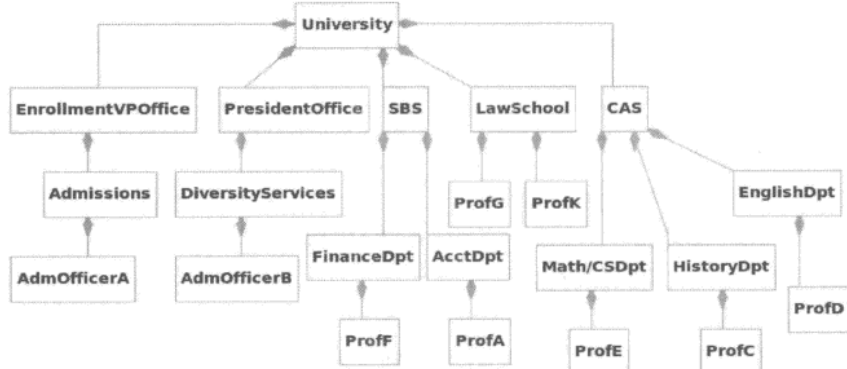 University
EnrollmentVPOffice
PresidentOffice
SBS
LawSchool
CAS
Admissions
DiversityServices
ProfG
ProfK
EnglishDpt
FinanceDpt
AcctDpt
Math/CSDpt
HistoryDpt
AdmOfficerA
AdmOfficerB
ProfD
ProfF
ProfA
ProfE
ProfC